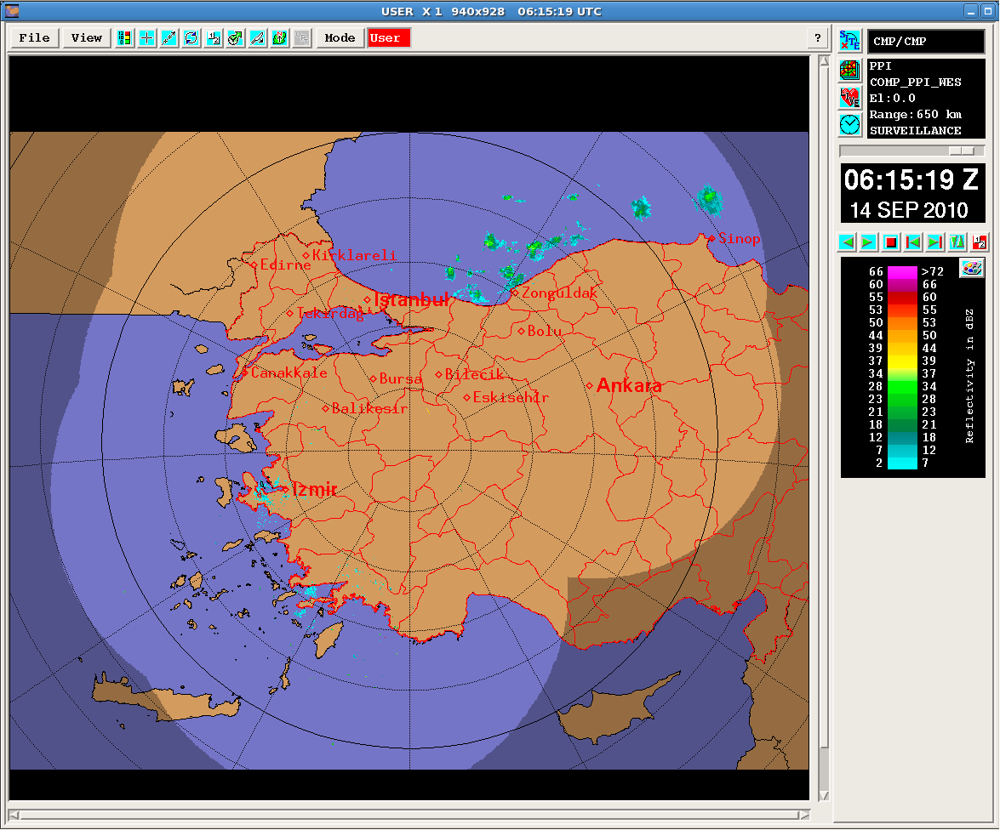 USER X 1 940x928 06:15:19 UTC
File View Mode User ?
CMP/CMP
PPI
COMP_PPI_WES
El:0.0
Range:650 km
SURVEILLANCE
06:15:19 Z
14 SEP 2010
66 >72
60 66
55 60
53 55
50 53
44 50
39 44
37 39
34 37
28 34
23 28
21 23
18 21
12 18
7 12
2 7
Reflectivity in dBZ
Sinop
Kirklareli
Edirne
Istanbul
Zonguldak
Tekirdag
Bolu
Canakkale
Bursa
Bilecik
Ankara
Eskisehir
Balikesir
Izmir